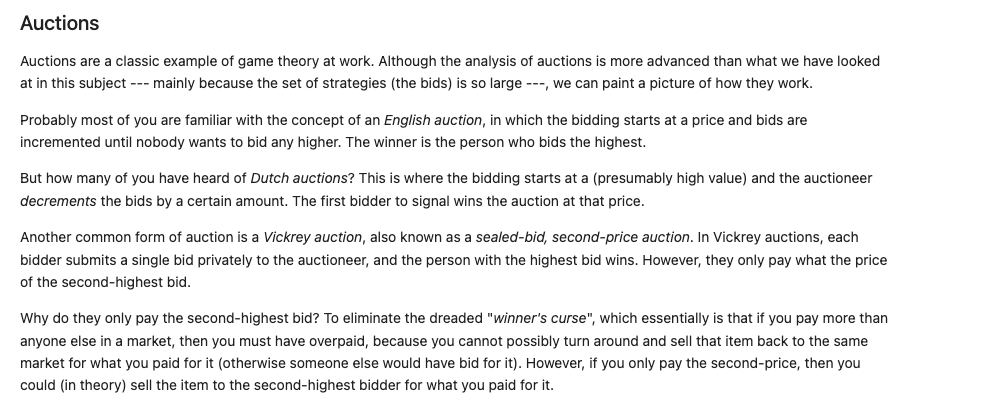 Auctions
Auctions are a classic example of game theory at work. Although the analysis of auctions is more advanced than what we have looked
at in this subject --- mainly because the set of strategies (the bids) is so large ---, we can paint a picture of how they work.
Probably most of you are familiar with the concept of an English auction, in which the bidding starts at a price and bids are
incremented until nobody wants to bid any higher. The winner is the person who bids the highest.
But how many of you have heard of Dutch auctions? This is where the bidding starts at a (presumably high value) and the auctioneer
decrements the bids by a certain amount. The first bidder to signal wins the auction at that price.
Another common form of auction is a Vickrey auction, also known as a sealed-bid, second-price auction. In Vickrey auctions, each
bidder submits a single bid privately to the auctioneer, and the person with the highest bid wins. However, they only pay what the price
of the second-highest bid.
Why do they only pay the second-highest bid? To eliminate the dreaded "winner's curse", which essentially is that if you pay more than
anyone else in a market, then you must have overpaid, because you cannot possibly turn around and sell that item back to the same
market for what you paid for it (otherwise someone else would have bid for it). However, if you only pay the second-price, then you
could (in theory) sell the item to the second-highest bidder for what you paid for it.